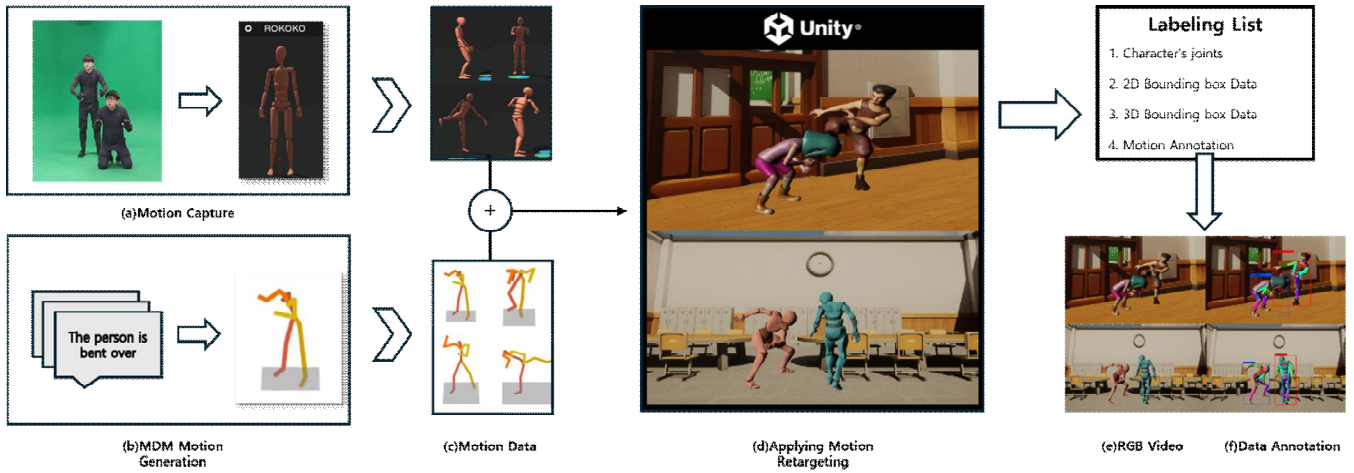 ROKOKO
(a)Motion Capture
The person is
bent over
(b)MDM Motion
Generation
+
(c)Motion Data
Unity®
(d)Applying Motion
Retargeting
Labeling List
1. Character's joints
2. 2D Bounding box Data
3. 3D Bounding box Data
4. Motion Annotation
(e)RGB Video
(f)Data Annotation